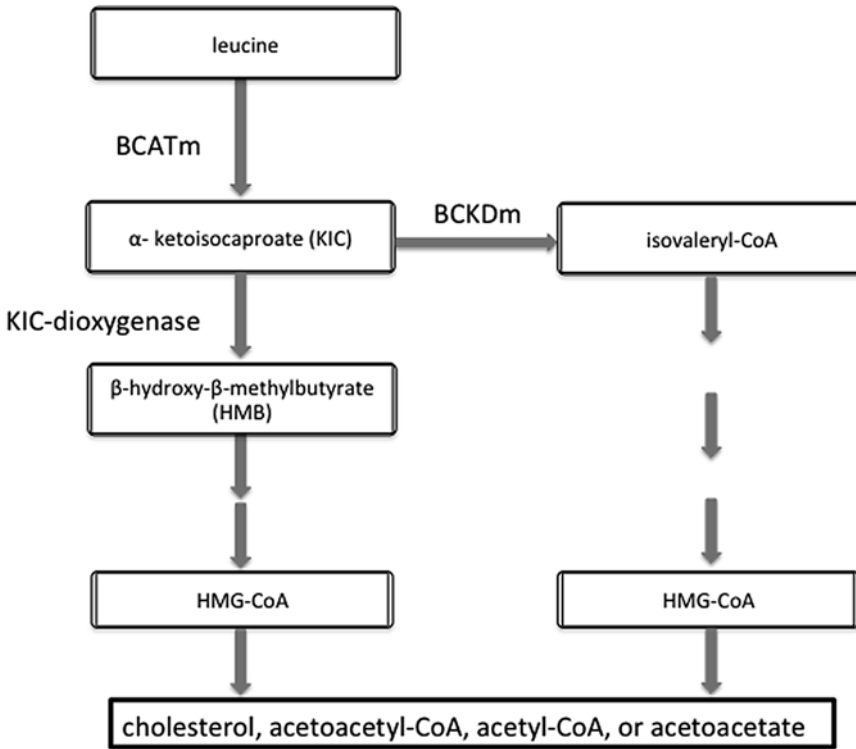 leucine
BCATm
α- ketoisocaproate (KIC)
BCKDm
isovaleryl-CoA
KIC-dioxygenase
β-hydroxy-β-methylbutyrate
(HMB)
HMG-CoA
HMG-CoA
cholesterol, acetoacetyl-CoA, acetyl-CoA, or acetoacetate